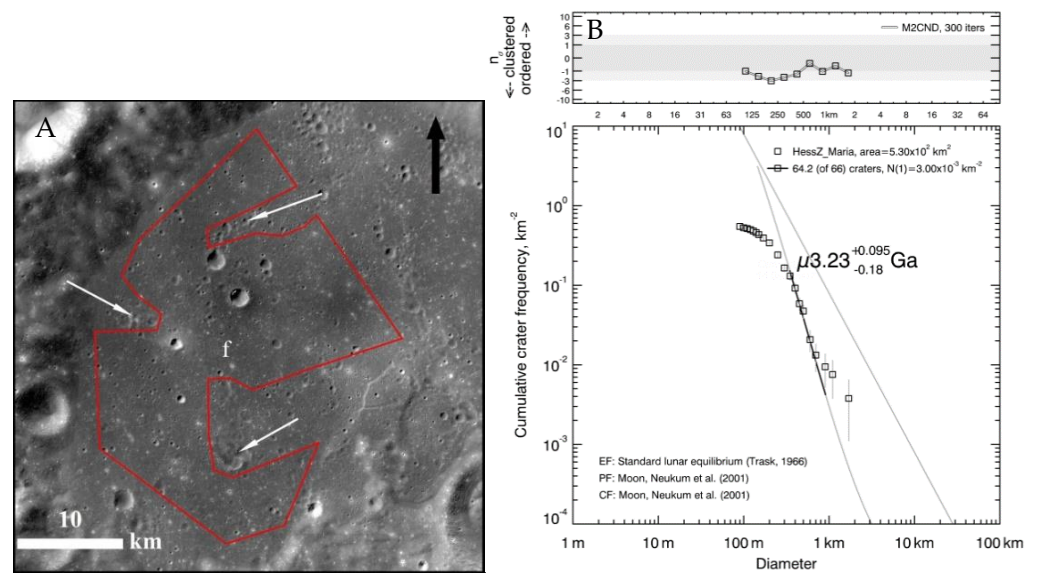 A
f
10
km
B
M2CND, 300 iters
nσ
<-- clustered
ordered -->
10
6
3
1
0
-1
-3
-6
-10
2 4 8 16 31 63 125 250 500 1km 2 4 8 16 32 64
HessZ_Maria, area=5.30x10² km²
64.2 (of 66) craters, N(1)=3.00x10⁻³ km⁻²
μ3.23 +0.095 -0.18 Ga
Cumulative crater frequency, km⁻²
10¹
10⁰
10⁻¹
10⁻²
10⁻³
10⁻⁴
EF: Standard lunar equilibrium (Trask, 1966)
PF: Moon, Neukum et al. (2001)
CF: Moon, Neukum et al. (2001)
1 m 10 m 100 m 1 km 10 km 100 km
Diameter